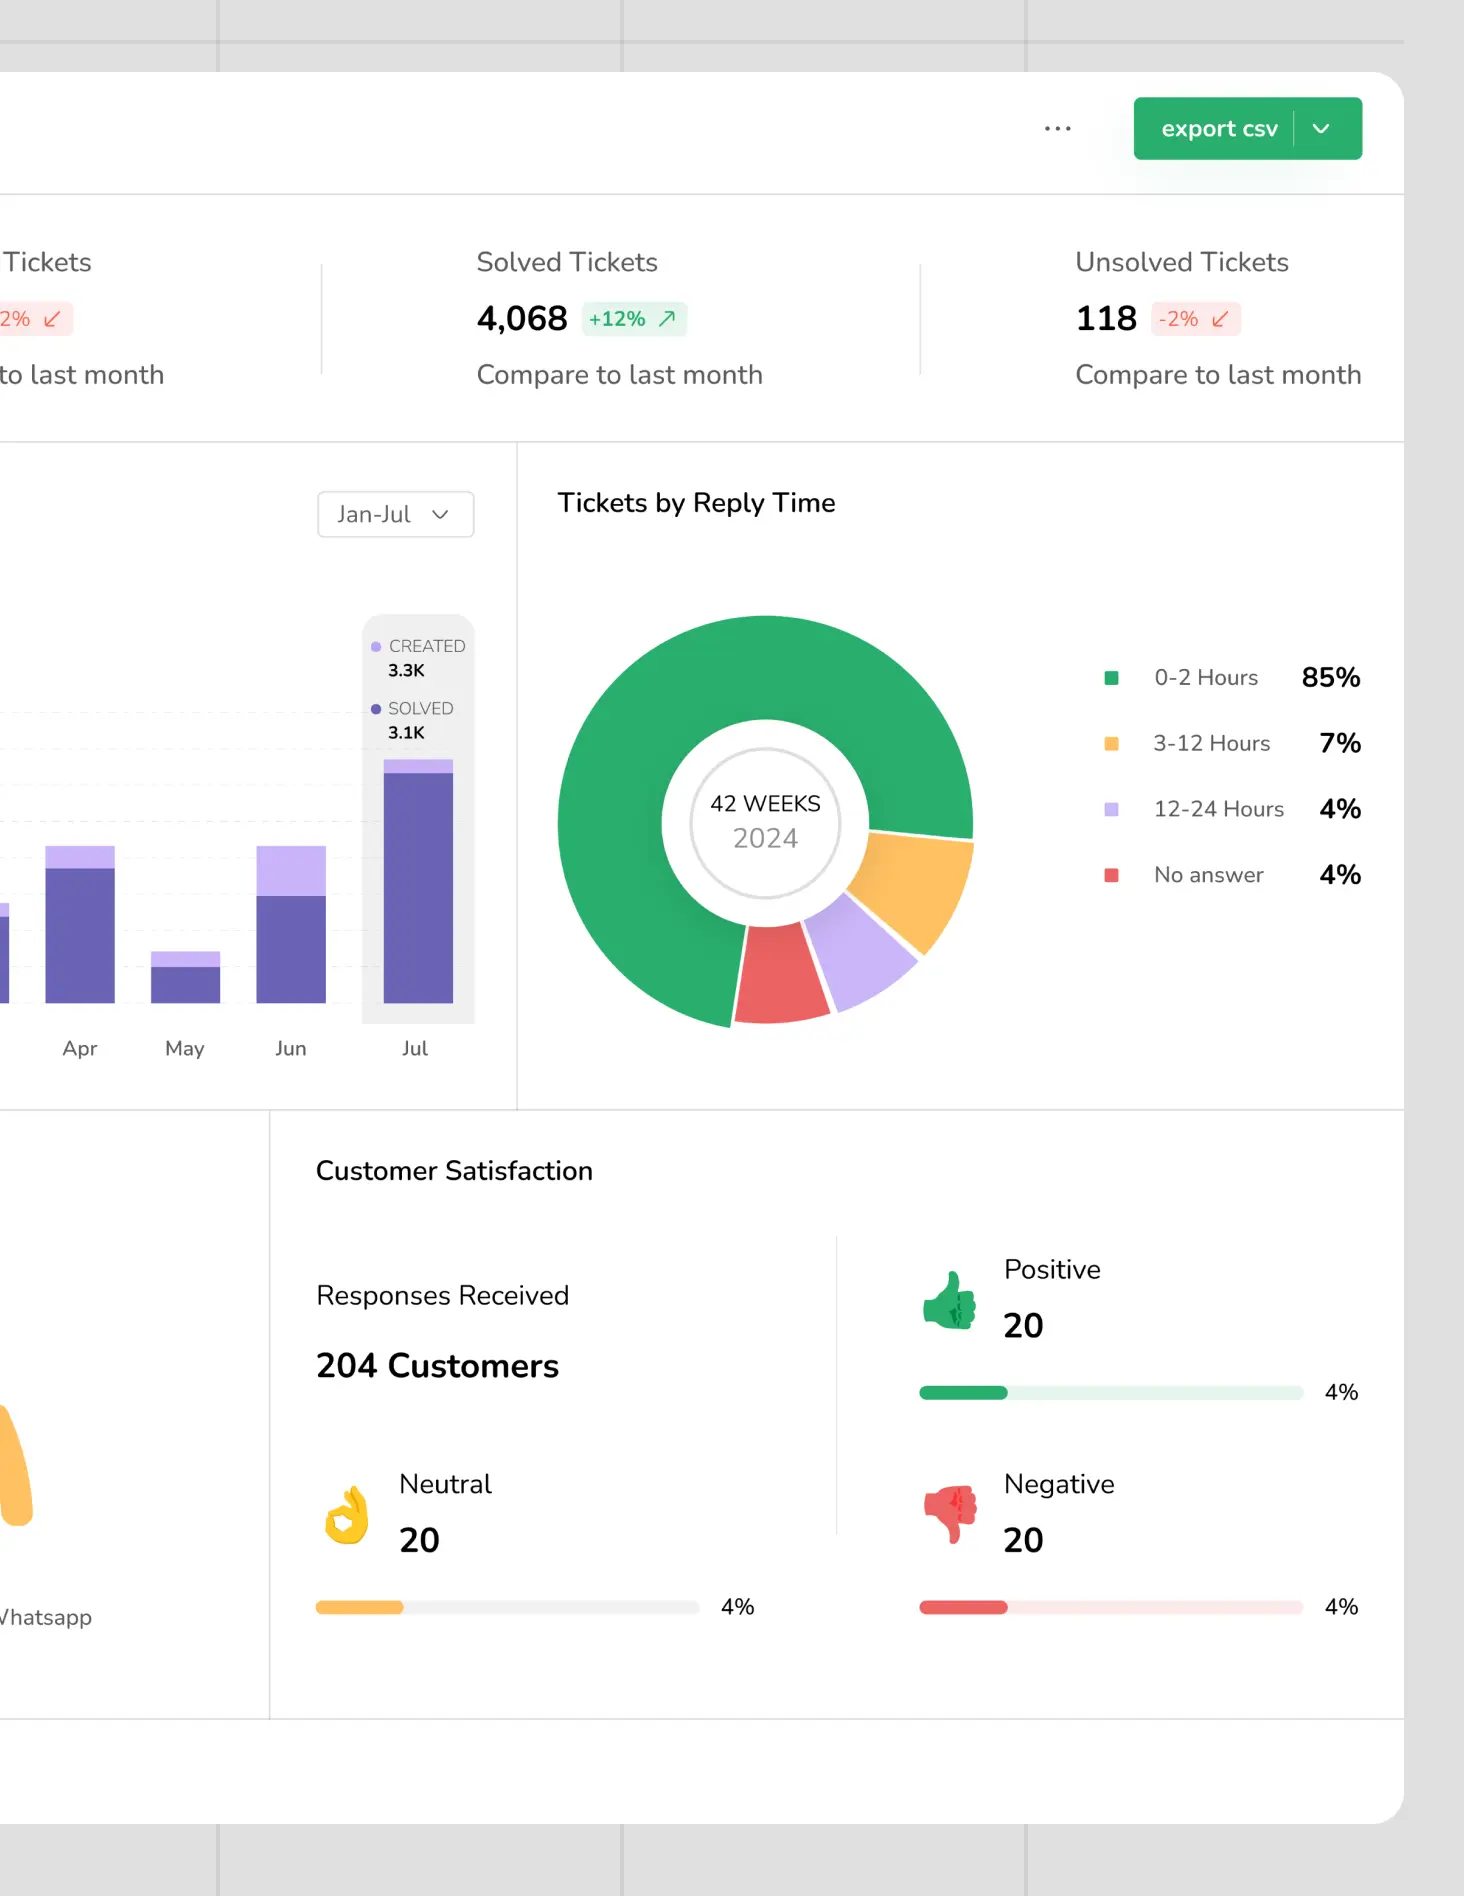 export csv
Tickets
2%
to last month
Solved Tickets
4,068 +12%
Compare to last month
Unsolved Tickets
118 -2%
Compare to last month
Jan-Jul
CREATED
3.3K
SOLVED
3.1K
Apr May Jun Jul
Tickets by Reply Time
42 WEEKS
2024
0-2 Hours 85%
3-12 Hours 7%
12-24 Hours 4%
No answer 4%
Whatsapp
Customer Satisfaction
Responses Received
204 Customers
Positive
20
4%
Neutral
20
4%
Negative
20
4%